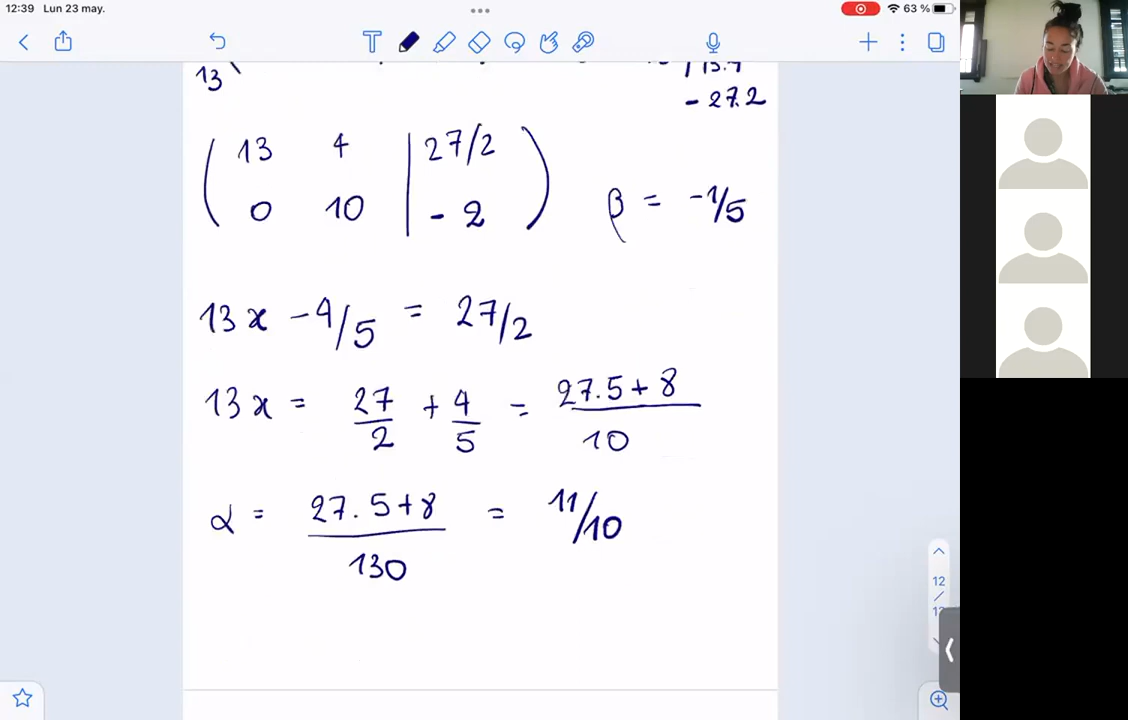 12:39 Lun 23 may.
63 %
T
13
- 27.2
( 13 4 | 27/2 )
( 0 10 | - 2 )
β = -1/5
13x - 4/5 = 27/2
13x = 27/2 + 4/5 = 27.5+8/10
α = 27.5+8/130 = 11/10
12
/